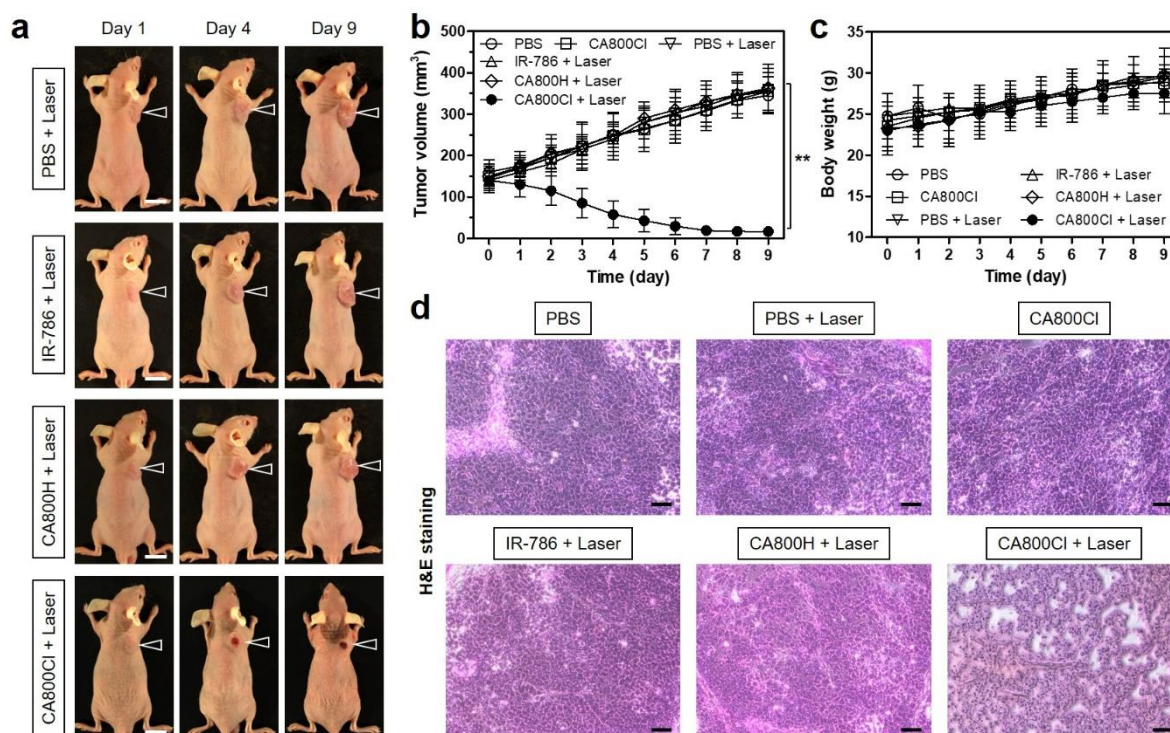 a
Day 1 Day 4 Day 9
PBS + Laser
IR-786 + Laser
CA800H + Laser
CA800Cl + Laser
b
Tumor volume (mm³)
500
400
300
200
100
0
PBS CA800Cl PBS + Laser
IR-786 + Laser
CA800H + Laser
CA800Cl + Laser
**
0 1 2 3 4 5 6 7 8 9
Time (day)
c
Body weight (g)
35
30
25
20
15
10
PBS IR-786 + Laser
CA800Cl CA800H + Laser
PBS + Laser CA800Cl + Laser
0 1 2 3 4 5 6 7 8 9
Time (day)
d
H&E staining
PBS PBS + Laser CA800Cl
IR-786 + Laser CA800H + Laser CA800Cl + Laser